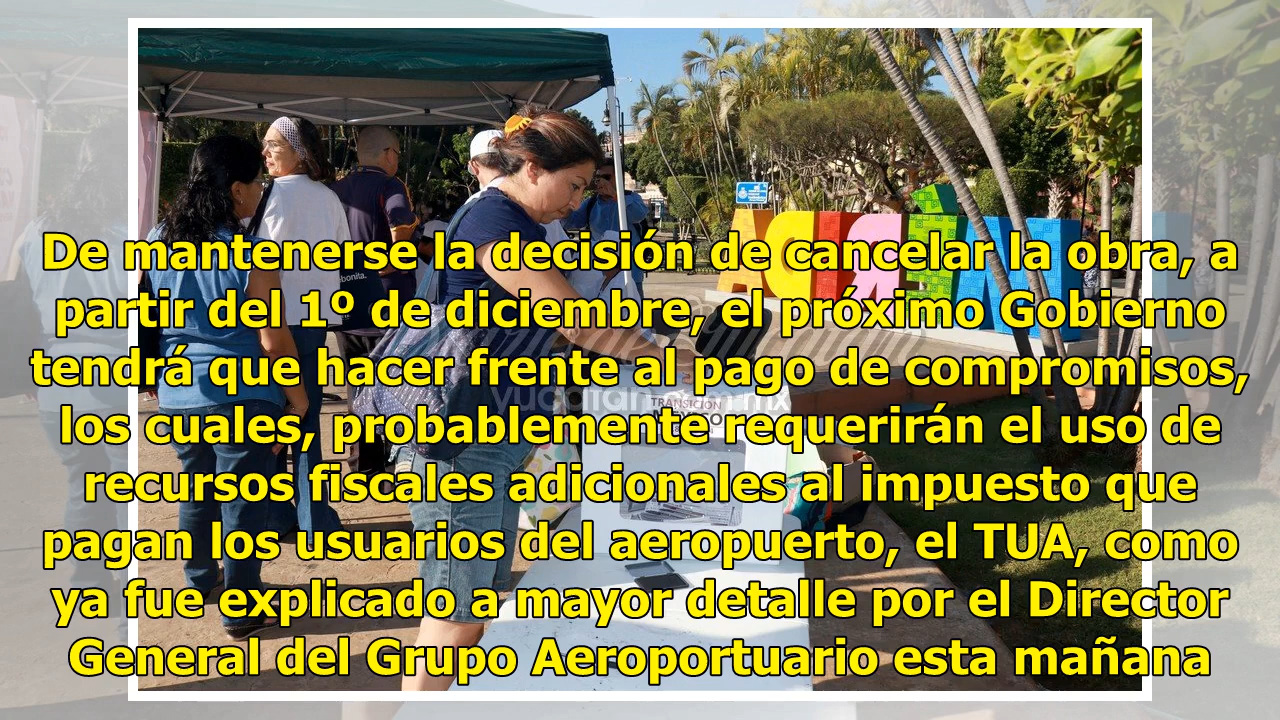 De mantenerse la decisión de cancelar la obra, a
partir del 1º de diciembre, el próximo Gobierno
tendrá que hacer frente al pago de compromisos,
los cuales, probablemente requerirán el uso de
recursos fiscales adicionales al impuesto que
pagan los usuarios del aeropuerto, el TUA, como
ya fue explicado a mayor detalle por el Director
General del Grupo Aeroportuario esta mañana
TRANSICIÓN